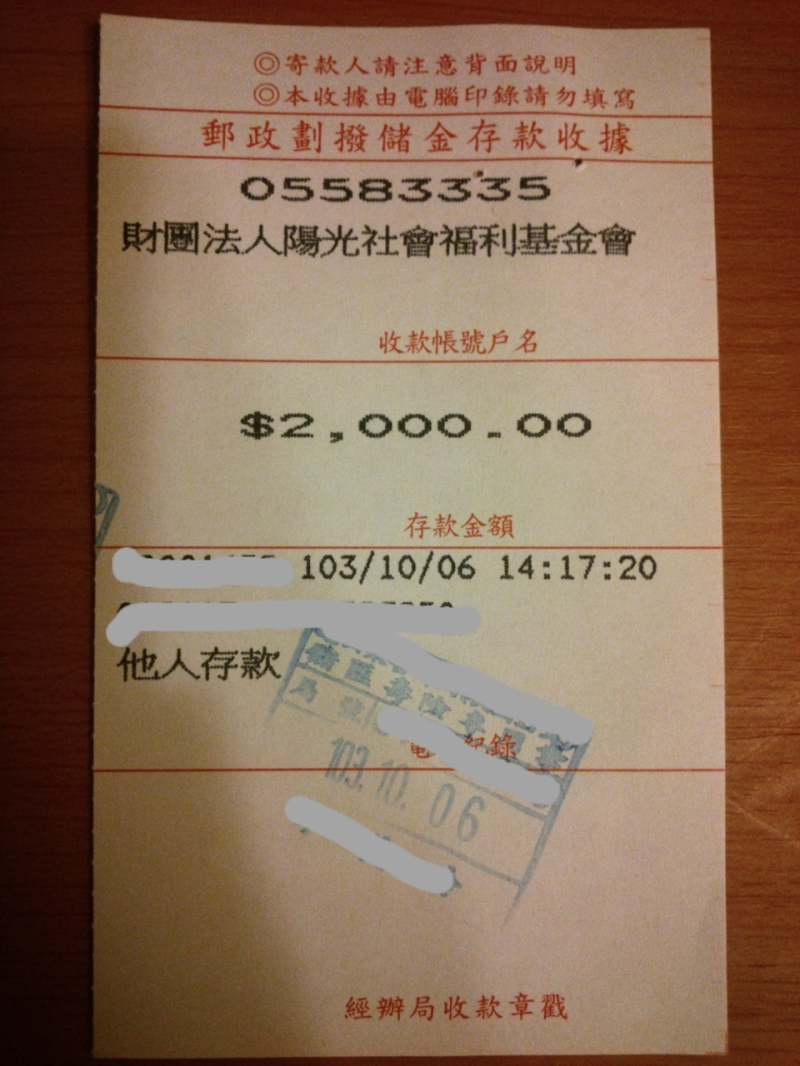 ◎寄款人請注意背面說明
◎本收據由電腦印錄請勿填寫
郵政劃撥儲金存款收據
05583335
財團法人陽光社會福利基金會
收款帳號戶名
$2,000.00
存款金額
103/10/06 14:17:20
他人存款
局號
紀錄
103.10.06
經辦局收款章戳